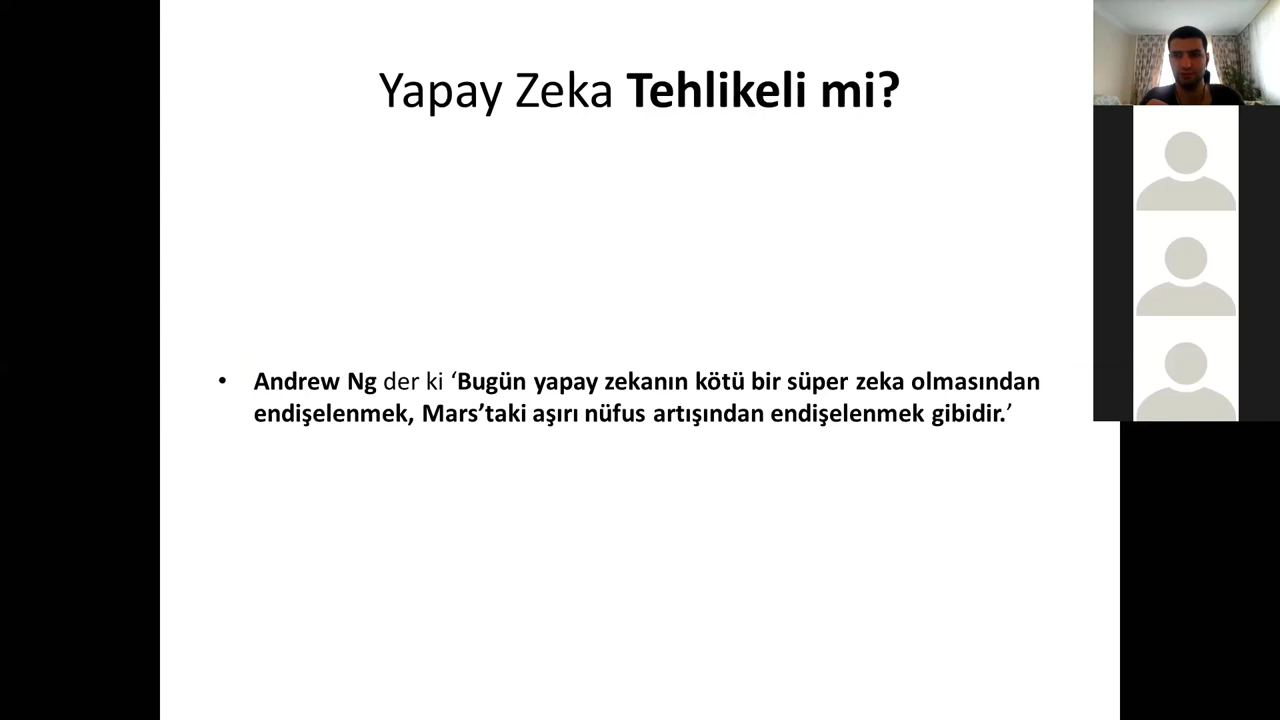 Yapay Zeka Tehlikeli mi?
• Andrew Ng der ki ‘Bugün yapay zekanın kötü bir süper zeka olmasından
endişelenmek, Mars’taki aşırı nüfus artışından endişelenmek gibidir.’